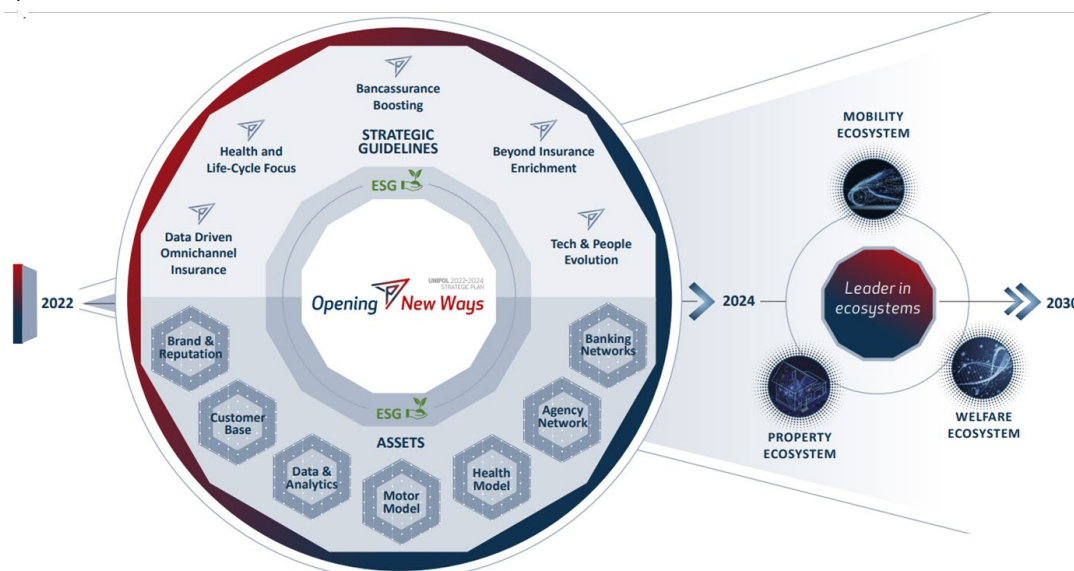 Bancassurance
Boosting
STRATEGIC
GUIDELINES
Health and
Life-Cycle Focus
Beyond Insurance
Enrichment
ESG
Data Driven
Omnichannel
Insurance
Tech & People
Evolution
UNIPOL 2022-2024
STRATEGIC PLAN
Opening New Ways
2022
2024
2030
Brand &
Reputation
Customer
Base
Data &
Analytics
Motor
Model
Health
Model
Agency
Network
Banking
Networks
ESG
ASSETS
MOBILITY
ECOSYSTEM
Leader in
ecosystems
PROPERTY
ECOSYSTEM
WELFARE
ECOSYSTEM